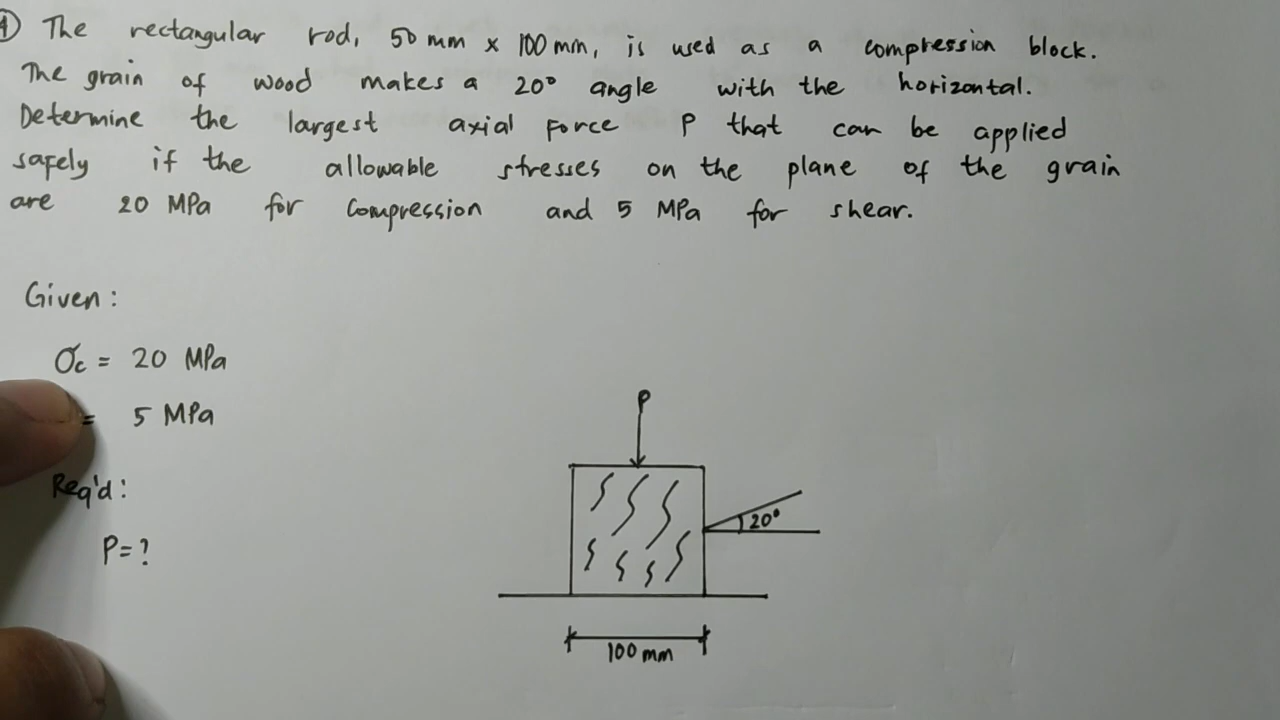 ④ The rectangular rod, 50 mm x 100 mm, is used as a compression block.
The grain of wood makes a 20° angle with the horizontal.
Determine the largest axial Force P that can be applied
safely if the allowable stresses on the plane of the grain
are 20 MPa for compression and 5 MPa for shear.
Given:
σc = 20 MPa
= 5 MPa
Req'd:
P = ?
P
20°
100 mm